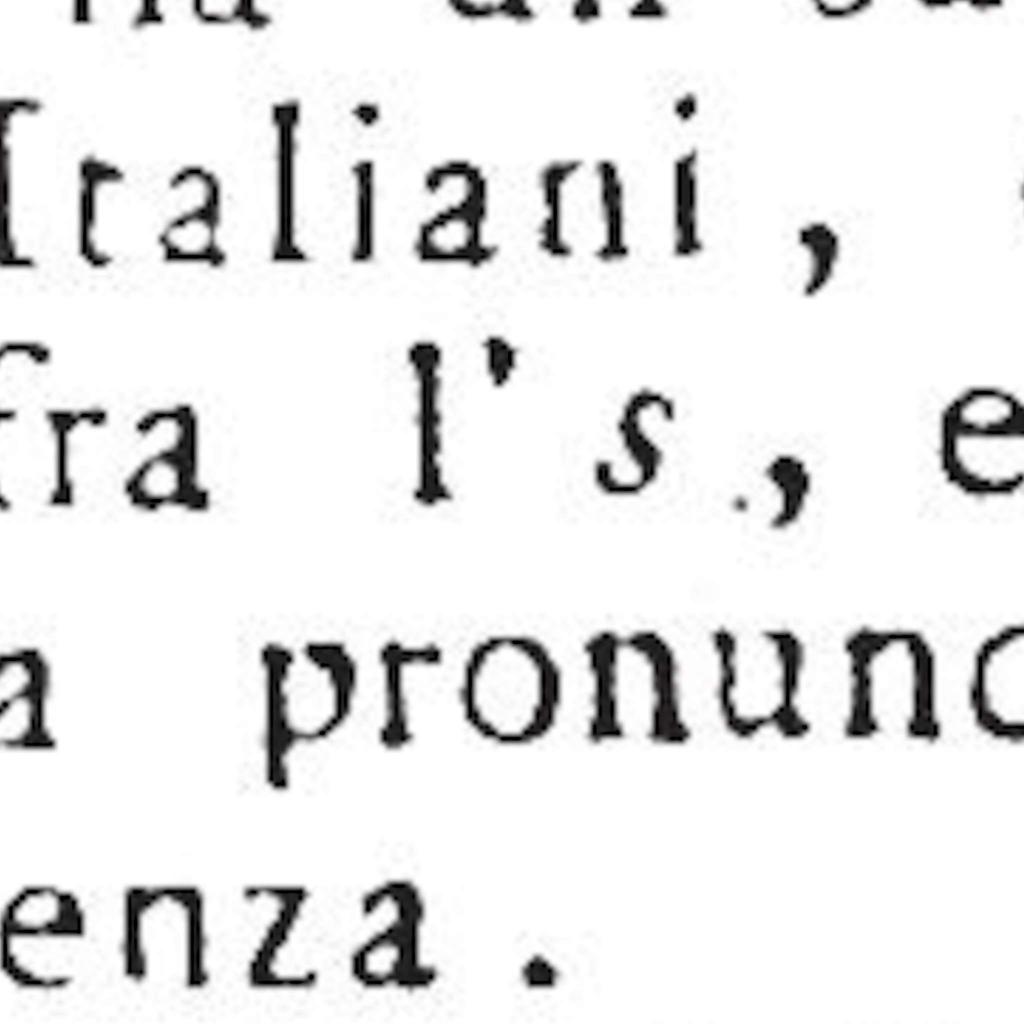 Italiani ,
fra l's , e
a pronunc
enza .